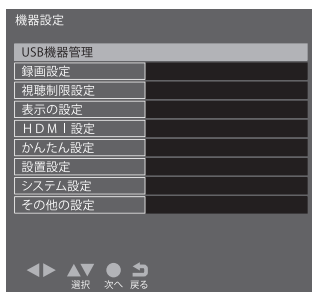 機器設定
USB機器管理
録画設定
視聴制限設定
表示の設定
ＨＤＭＩ設定
かんたん設定
設置設定
システム設定
その他の設定
選択 次へ 戻る